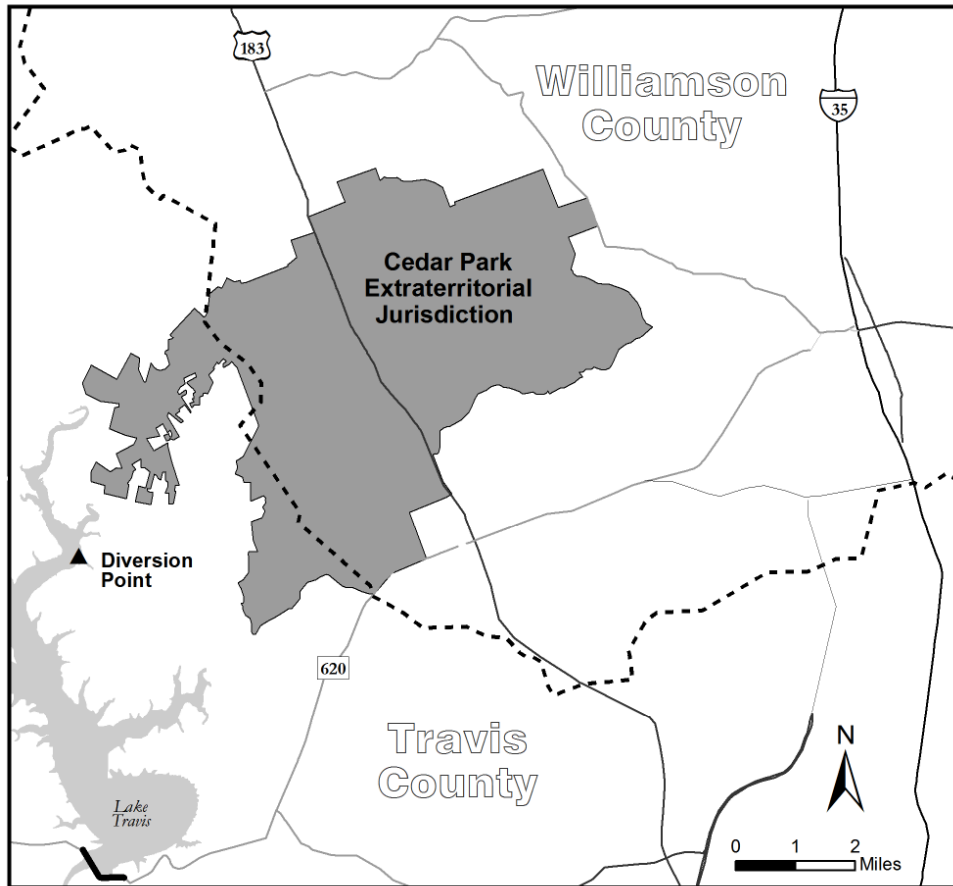 183
Williamson
County
35
Cedar Park
Extraterritorial
Jurisdiction
Diversion
Point
620
Travis
County
N
Lake
Travis
0 1 2
Miles